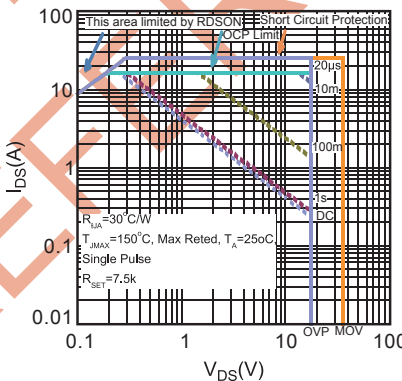 100
This area limited by RDSON
Short Circuit Protection
OCP Limit
20µs
10
10m
100m
1
1s
DC
RθJA=30°C/W
TJMAX=150°C, Max Reted, TA=25oC,
Single Pulse
RSET=7.5k
0.1
0.01
0.1
1
10
OVP
MOV
100
IDS(A)
VDS(V)